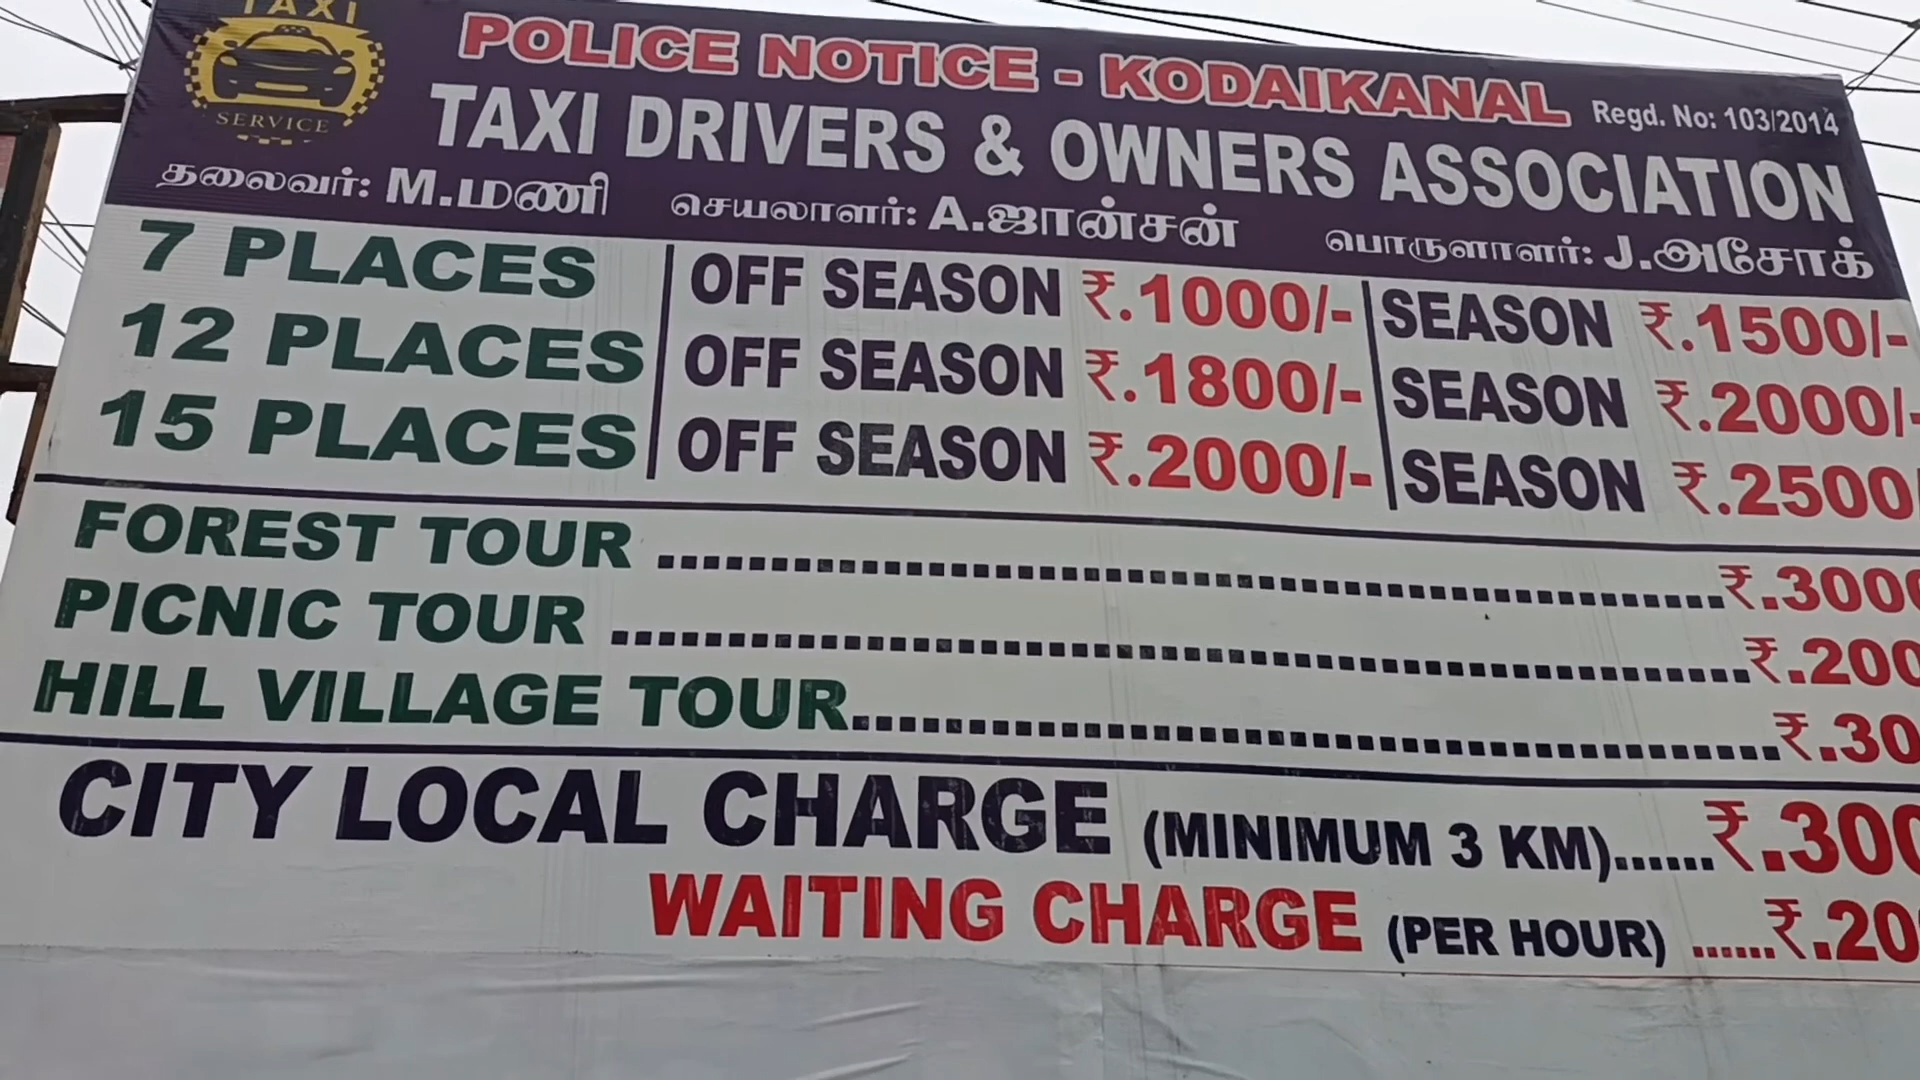 TAXI
SERVICE
POLICE NOTICE - KODAIKANAL
Regd. No: 103/2014
TAXI DRIVERS & OWNERS ASSOCIATION
தலைவர்: M.மணி செயலாளர்: A.ஜான்சன் பொருளாளர்: J.அசோக்
7 PLACES OFF SEASON ₹.1000/- SEASON ₹.1500/-
12 PLACES OFF SEASON ₹.1800/- SEASON ₹.2000/-
15 PLACES OFF SEASON ₹.2000/- SEASON ₹.2500/
FOREST TOUR ............ ₹.3000
PICNIC TOUR ............ ₹.200
HILL VILLAGE TOUR ............ ₹.30
CITY LOCAL CHARGE (MINIMUM 3 KM)......₹.300
WAITING CHARGE (PER HOUR) ......₹.20